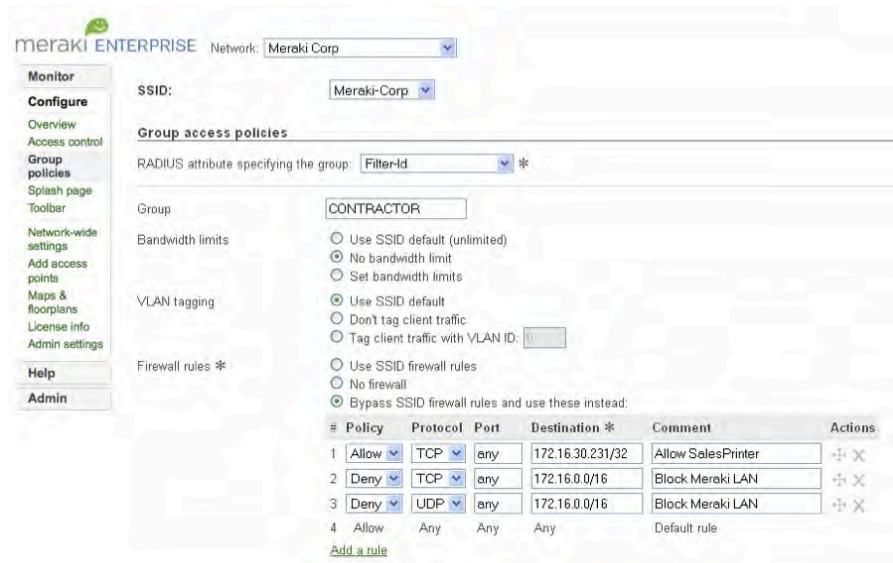 meraki ENTERPRISE Network: Meraki Corp
Monitor
Configure
Overview
Access control
Group policies
Splash page
Toolbar
Network-wide settings
Add access points
Maps & floorplans
License info
Admin settings
Help
Admin
SSID: Meraki-Corp
Group access policies
RADIUS attribute specifying the group: Filter-Id *
Group CONTRACTOR
Bandwidth limits Use SSID default (unlimited)
No bandwidth limit
Set bandwidth limits
VLAN tagging Use SSID default
Don't tag client traffic
Tag client traffic with VLAN ID: 0
Firewall rules * Use SSID firewall rules
No firewall
Bypass SSID firewall rules and use these instead:
# Policy Protocol Port Destination * Comment Actions
1 Allow TCP any 172.16.30.231/32 Allow SalesPrinter
2 Deny TCP any 172.16.0.0/16 Block Meraki LAN
3 Deny UDP any 172.16.0.0/16 Block Meraki LAN
4 Allow Any Any Any Default rule
Add a rule